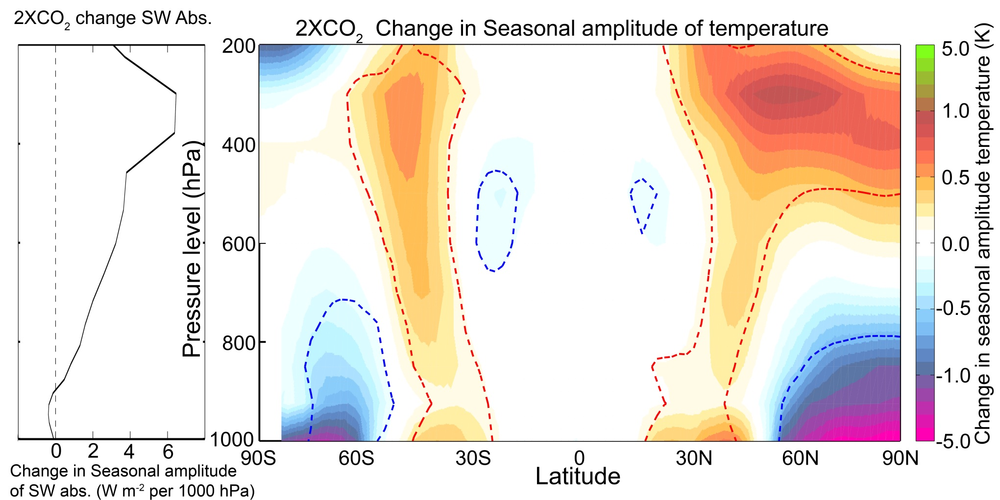 2XCO2 change SW Abs.
0 2 4 6
Change in Seasonal amplitude
of SW abs. (W m-2 per 1000 hPa)
2XCO2 Change in Seasonal amplitude of temperature
Pressure level (hPa)
200
400
600
800
1000
90S 60S 30S 0 30N 60N 90N
Latitude
5.0
1.0
0.5
0.0
-0.5
-1.0
-5.0
Change in seasonal amplitude temperature (K)